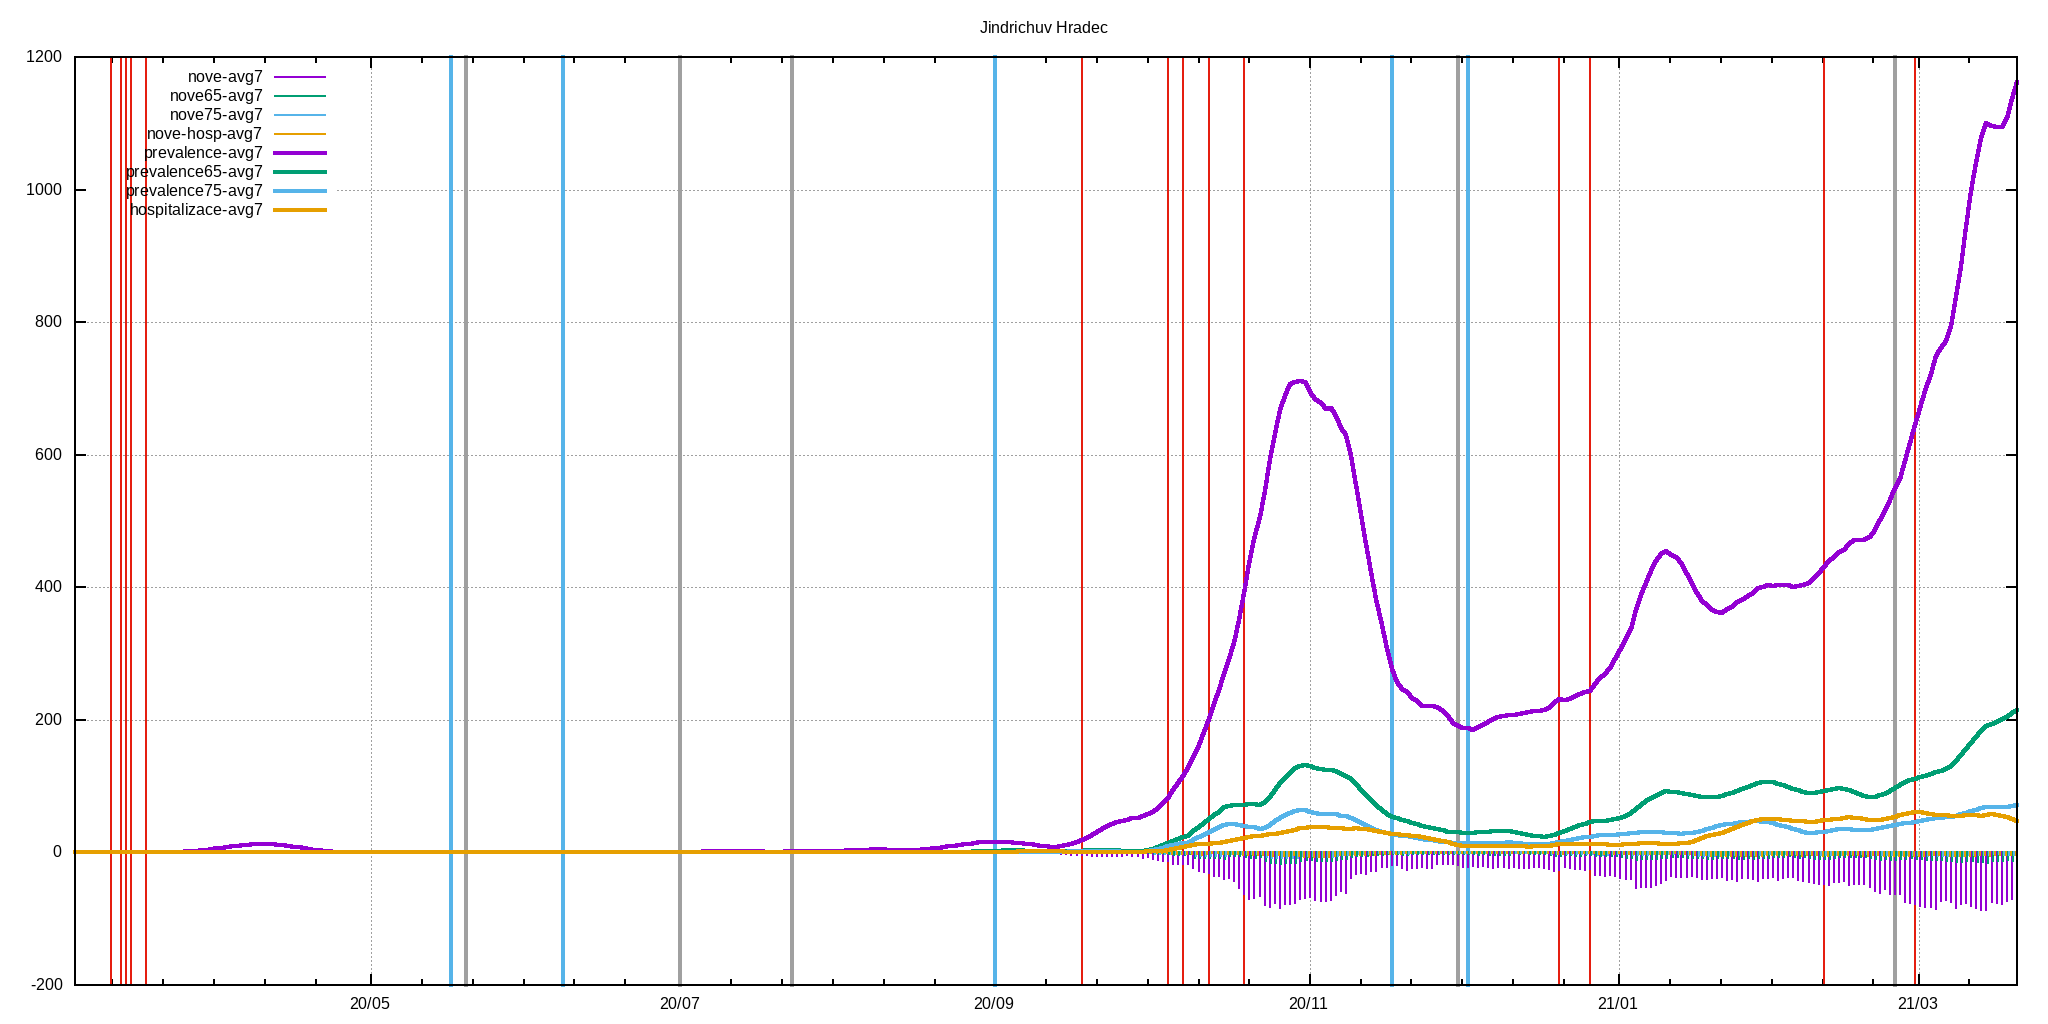 Jindrichuv Hradec
1200
nove-avg7
nove65-avg7
nove75-avg7
nove-hosp-avg7
prevalence-avg7
prevalence65-avg7
prevalence75-avg7
hospitalizace-avg7
1000
800
600
400
200
0
-200
20/05 20/07 20/09 20/11 21/01 21/03